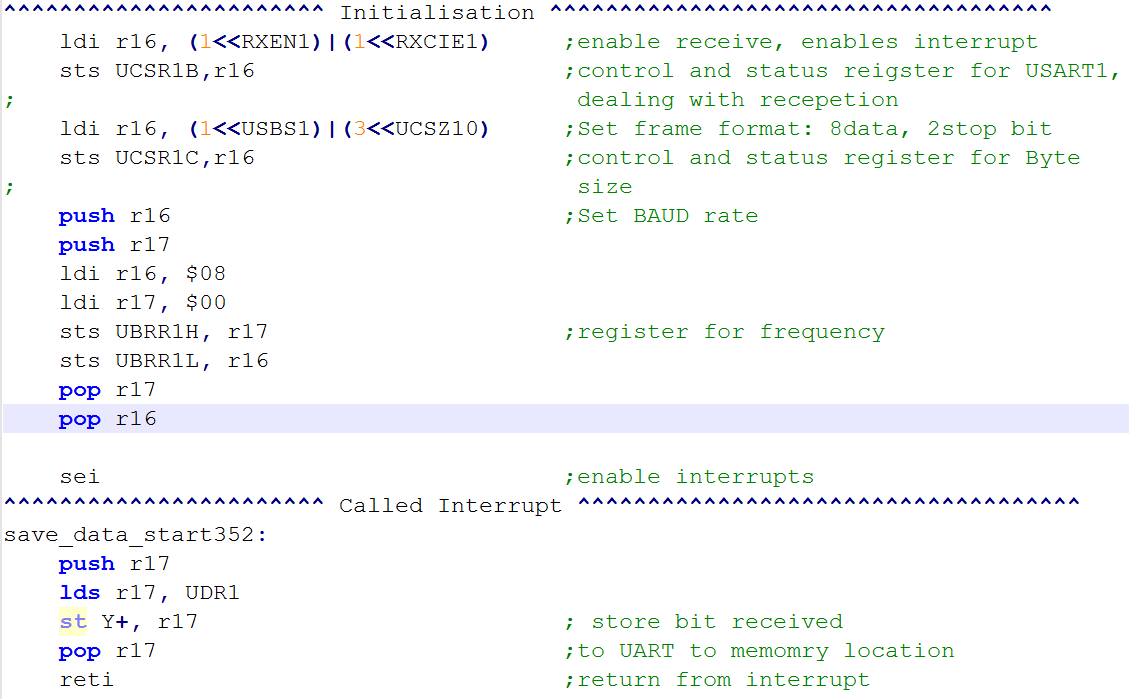 ^^^^^^^^^^^^^^^^^^^^^^^ Initialisation ^^^^^^^^^^^^^^^^^^^^^^^^^^^^^^^^^^^^
ldi r16, (1<<RXEN1)|(1<<RXCIE1) ;enable receive, enables interrupt
sts UCSR1B,r16 ;control and status reigster for USART1,
; dealing with recepetion
ldi r16, (1<<USBS1)|(3<<UCSZ10) ;Set frame format: 8data, 2stop bit
sts UCSR1C,r16 ;control and status register for Byte
; size
push r16 ;Set BAUD rate
push r17
ldi r16, $08
ldi r17, $00
sts UBRR1H, r17 ;register for frequency
sts UBRR1L, r16
pop r17
pop r16
sei ;enable interrupts
^^^^^^^^^^^^^^^^^^^^^^^ Called Interrupt ^^^^^^^^^^^^^^^^^^^^^^^^^^^^^^^^^^^^
save_data_start352:
push r17
lds r17, UDR1
st Y+, r17 ; store bit received
pop r17 ;to UART to memomry location
reti ;return from interrupt